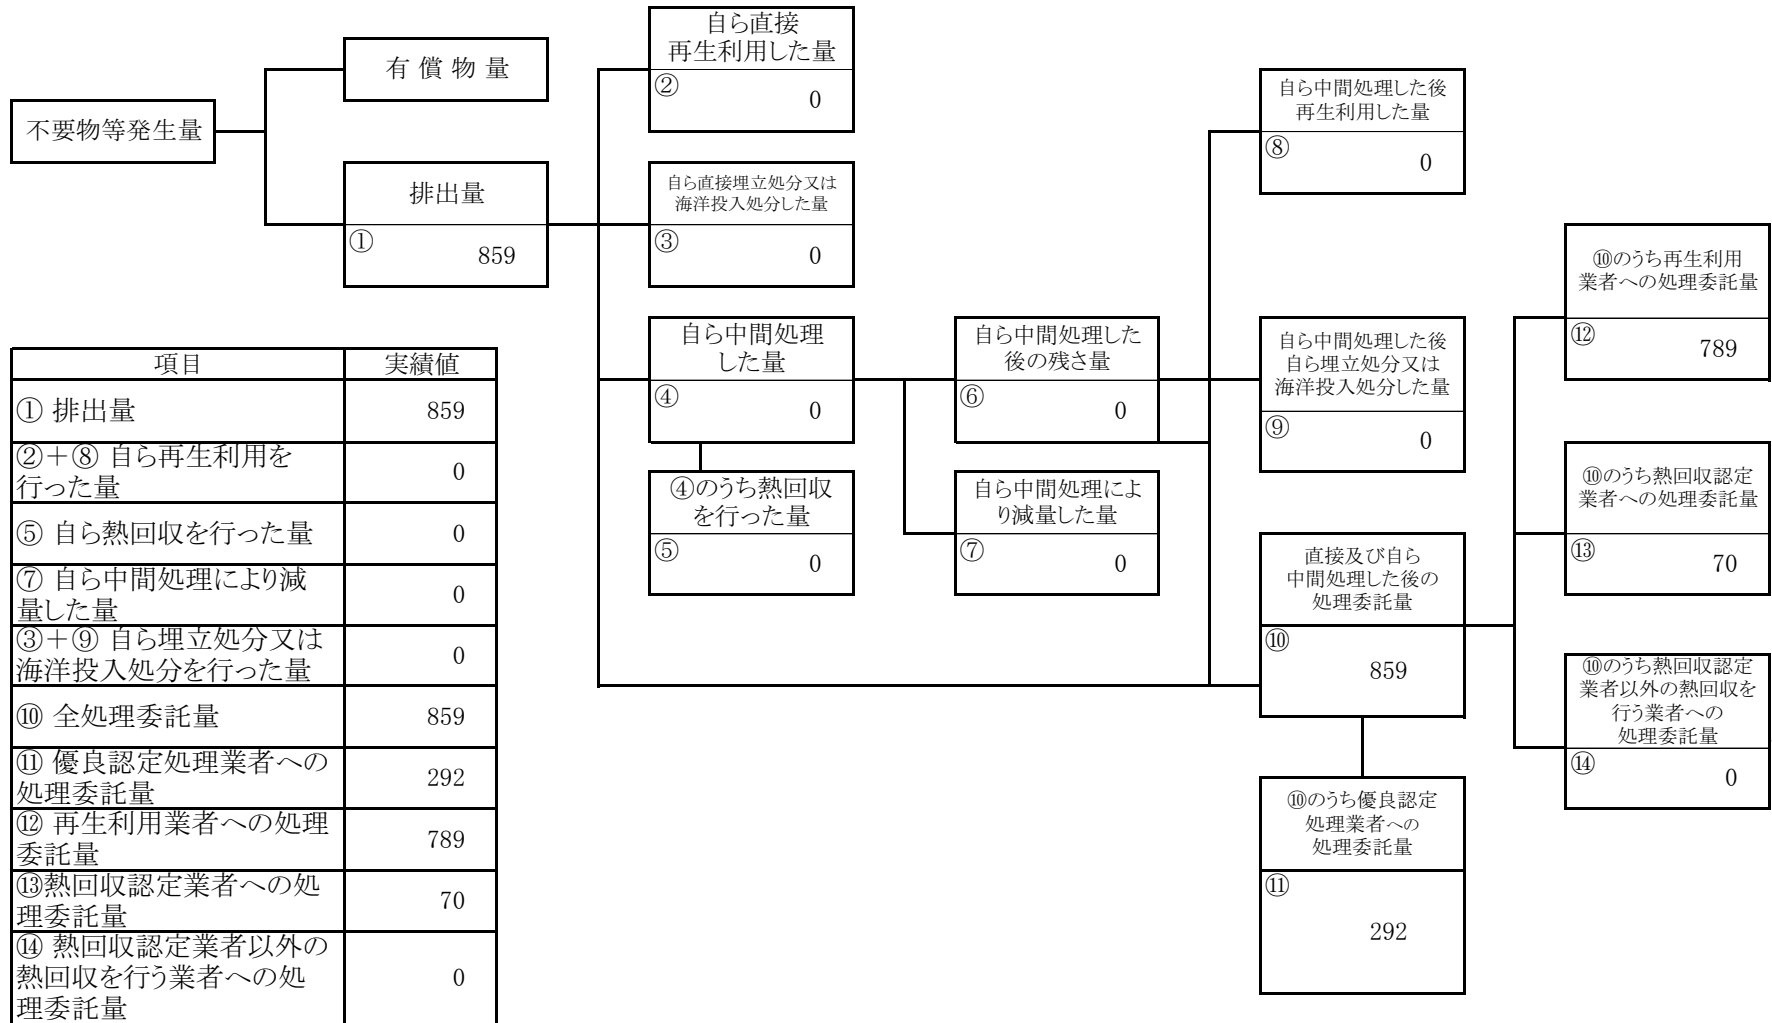 不要物等発生量
有 償 物 量
排出量
①
859
自ら直接
再生利用した量
②
0
自ら直接埋立処分又は
海洋投入処分した量
③
0
自ら中間処理
した量
④
0
④のうち熱回収
を行った量
⑤
0
自ら中間処理した
後の残さ量
⑥
0
自ら中間処理によ
り減量した量
⑦
0
自ら中間処理した後
再生利用した量
⑧
0
自ら中間処理した後
自ら埋立処分又は
海洋投入処分した量
⑨
0
直接及び自ら
中間処理した後の
処理委託量
⑩
859
⑩のうち優良認定
処理業者への
処理委託量
⑪
292
⑩のうち再生利用
業者への処理委託量
⑫
789
⑩のうち熱回収認定
業者への処理委託量
⑬
70
⑩のうち熱回収認定
業者以外の熱回収を
行う業者への
処理委託量
⑭
0
項目 実績値
① 排出量 859
②＋⑧ 自ら再生利用を
行った量 0
⑤ 自ら熱回収を行った量 0
⑦ 自ら中間処理により減
量した量 0
③＋⑨ 自ら埋立処分又は
海洋投入処分を行った量 0
⑩ 全処理委託量 859
⑪ 優良認定処理業者への
処理委託量 292
⑫ 再生利用業者への処理
委託量 789
⑬熱回収認定業者への処
理委託量 70
⑭ 熱回収認定業者以外の
熱回収を行う業者への処 0
理委託量